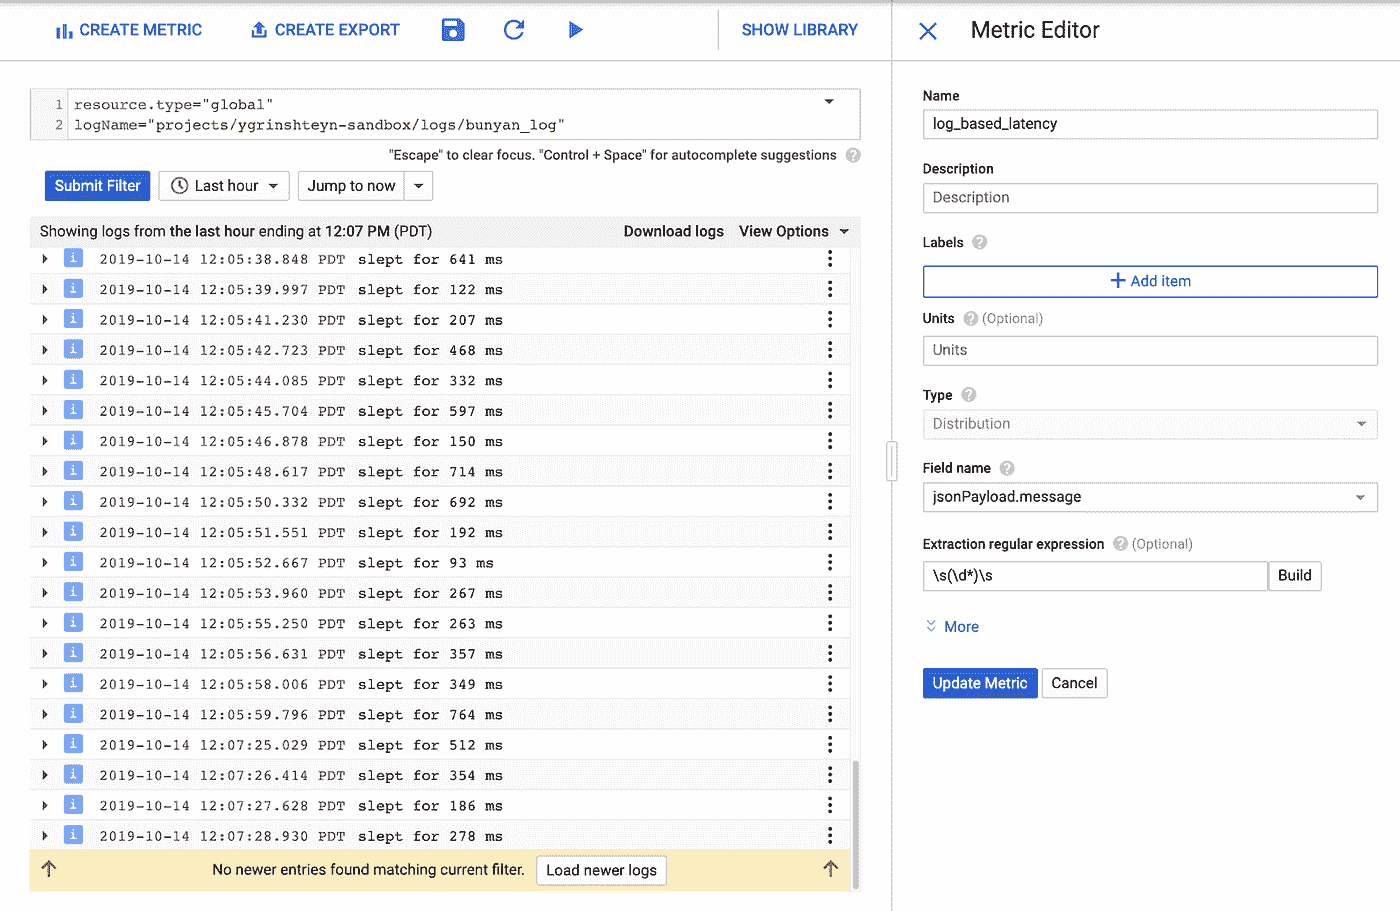 CREATE METRIC
CREATE EXPORT
SHOW LIBRARY
1 resource.type="global"
2 logName="projects/ygrinshteyn-sandbox/logs/bunyan_log"
"Escape" to clear focus. "Control + Space" for autocomplete suggestions ?
Submit Filter
Last hour
Jump to now
Showing logs from the last hour ending at 12:07 PM (PDT)
Download logs
View Options
i 2019-10-14 12:05:38.848 PDT slept for 641 ms
i 2019-10-14 12:05:39.997 PDT slept for 122 ms
i 2019-10-14 12:05:41.230 PDT slept for 207 ms
i 2019-10-14 12:05:42.723 PDT slept for 468 ms
i 2019-10-14 12:05:44.085 PDT slept for 332 ms
i 2019-10-14 12:05:45.704 PDT slept for 597 ms
i 2019-10-14 12:05:46.878 PDT slept for 150 ms
i 2019-10-14 12:05:48.617 PDT slept for 714 ms
i 2019-10-14 12:05:50.332 PDT slept for 692 ms
i 2019-10-14 12:05:51.551 PDT slept for 192 ms
i 2019-10-14 12:05:52.667 PDT slept for 93 ms
i 2019-10-14 12:05:53.960 PDT slept for 267 ms
i 2019-10-14 12:05:55.250 PDT slept for 263 ms
i 2019-10-14 12:05:56.631 PDT slept for 357 ms
i 2019-10-14 12:05:58.006 PDT slept for 349 ms
i 2019-10-14 12:05:59.796 PDT slept for 764 ms
i 2019-10-14 12:07:25.029 PDT slept for 512 ms
i 2019-10-14 12:07:26.414 PDT slept for 354 ms
i 2019-10-14 12:07:27.628 PDT slept for 186 ms
i 2019-10-14 12:07:28.930 PDT slept for 278 ms
No newer entries found matching current filter.
Load newer logs
Metric Editor
Name
log_based_latency
Description
Description
Labels ?
+ Add item
Units ? (Optional)
Units
Type ?
Distribution
Field name ?
jsonPayload.message
Extraction regular expression ? (Optional)
\s(\d*)\s
Build
More
Update Metric
Cancel